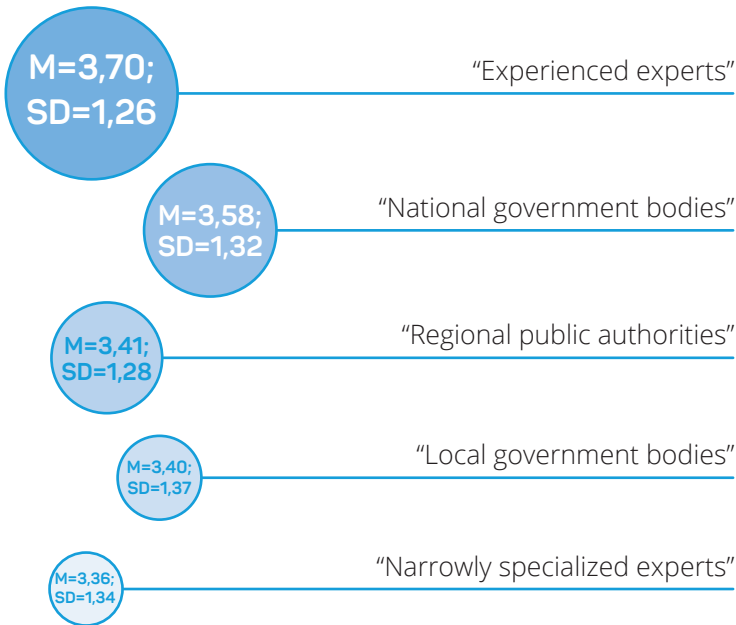 M=3,70;
SD=1,26
“Experienced experts”
M=3,58;
SD=1,32
“National government bodies”
M=3,41;
SD=1,28
“Regional public authorities”
M=3,40;
SD=1,37
“Local government bodies”
M=3,36;
SD=1,34
“Narrowly specialized experts”